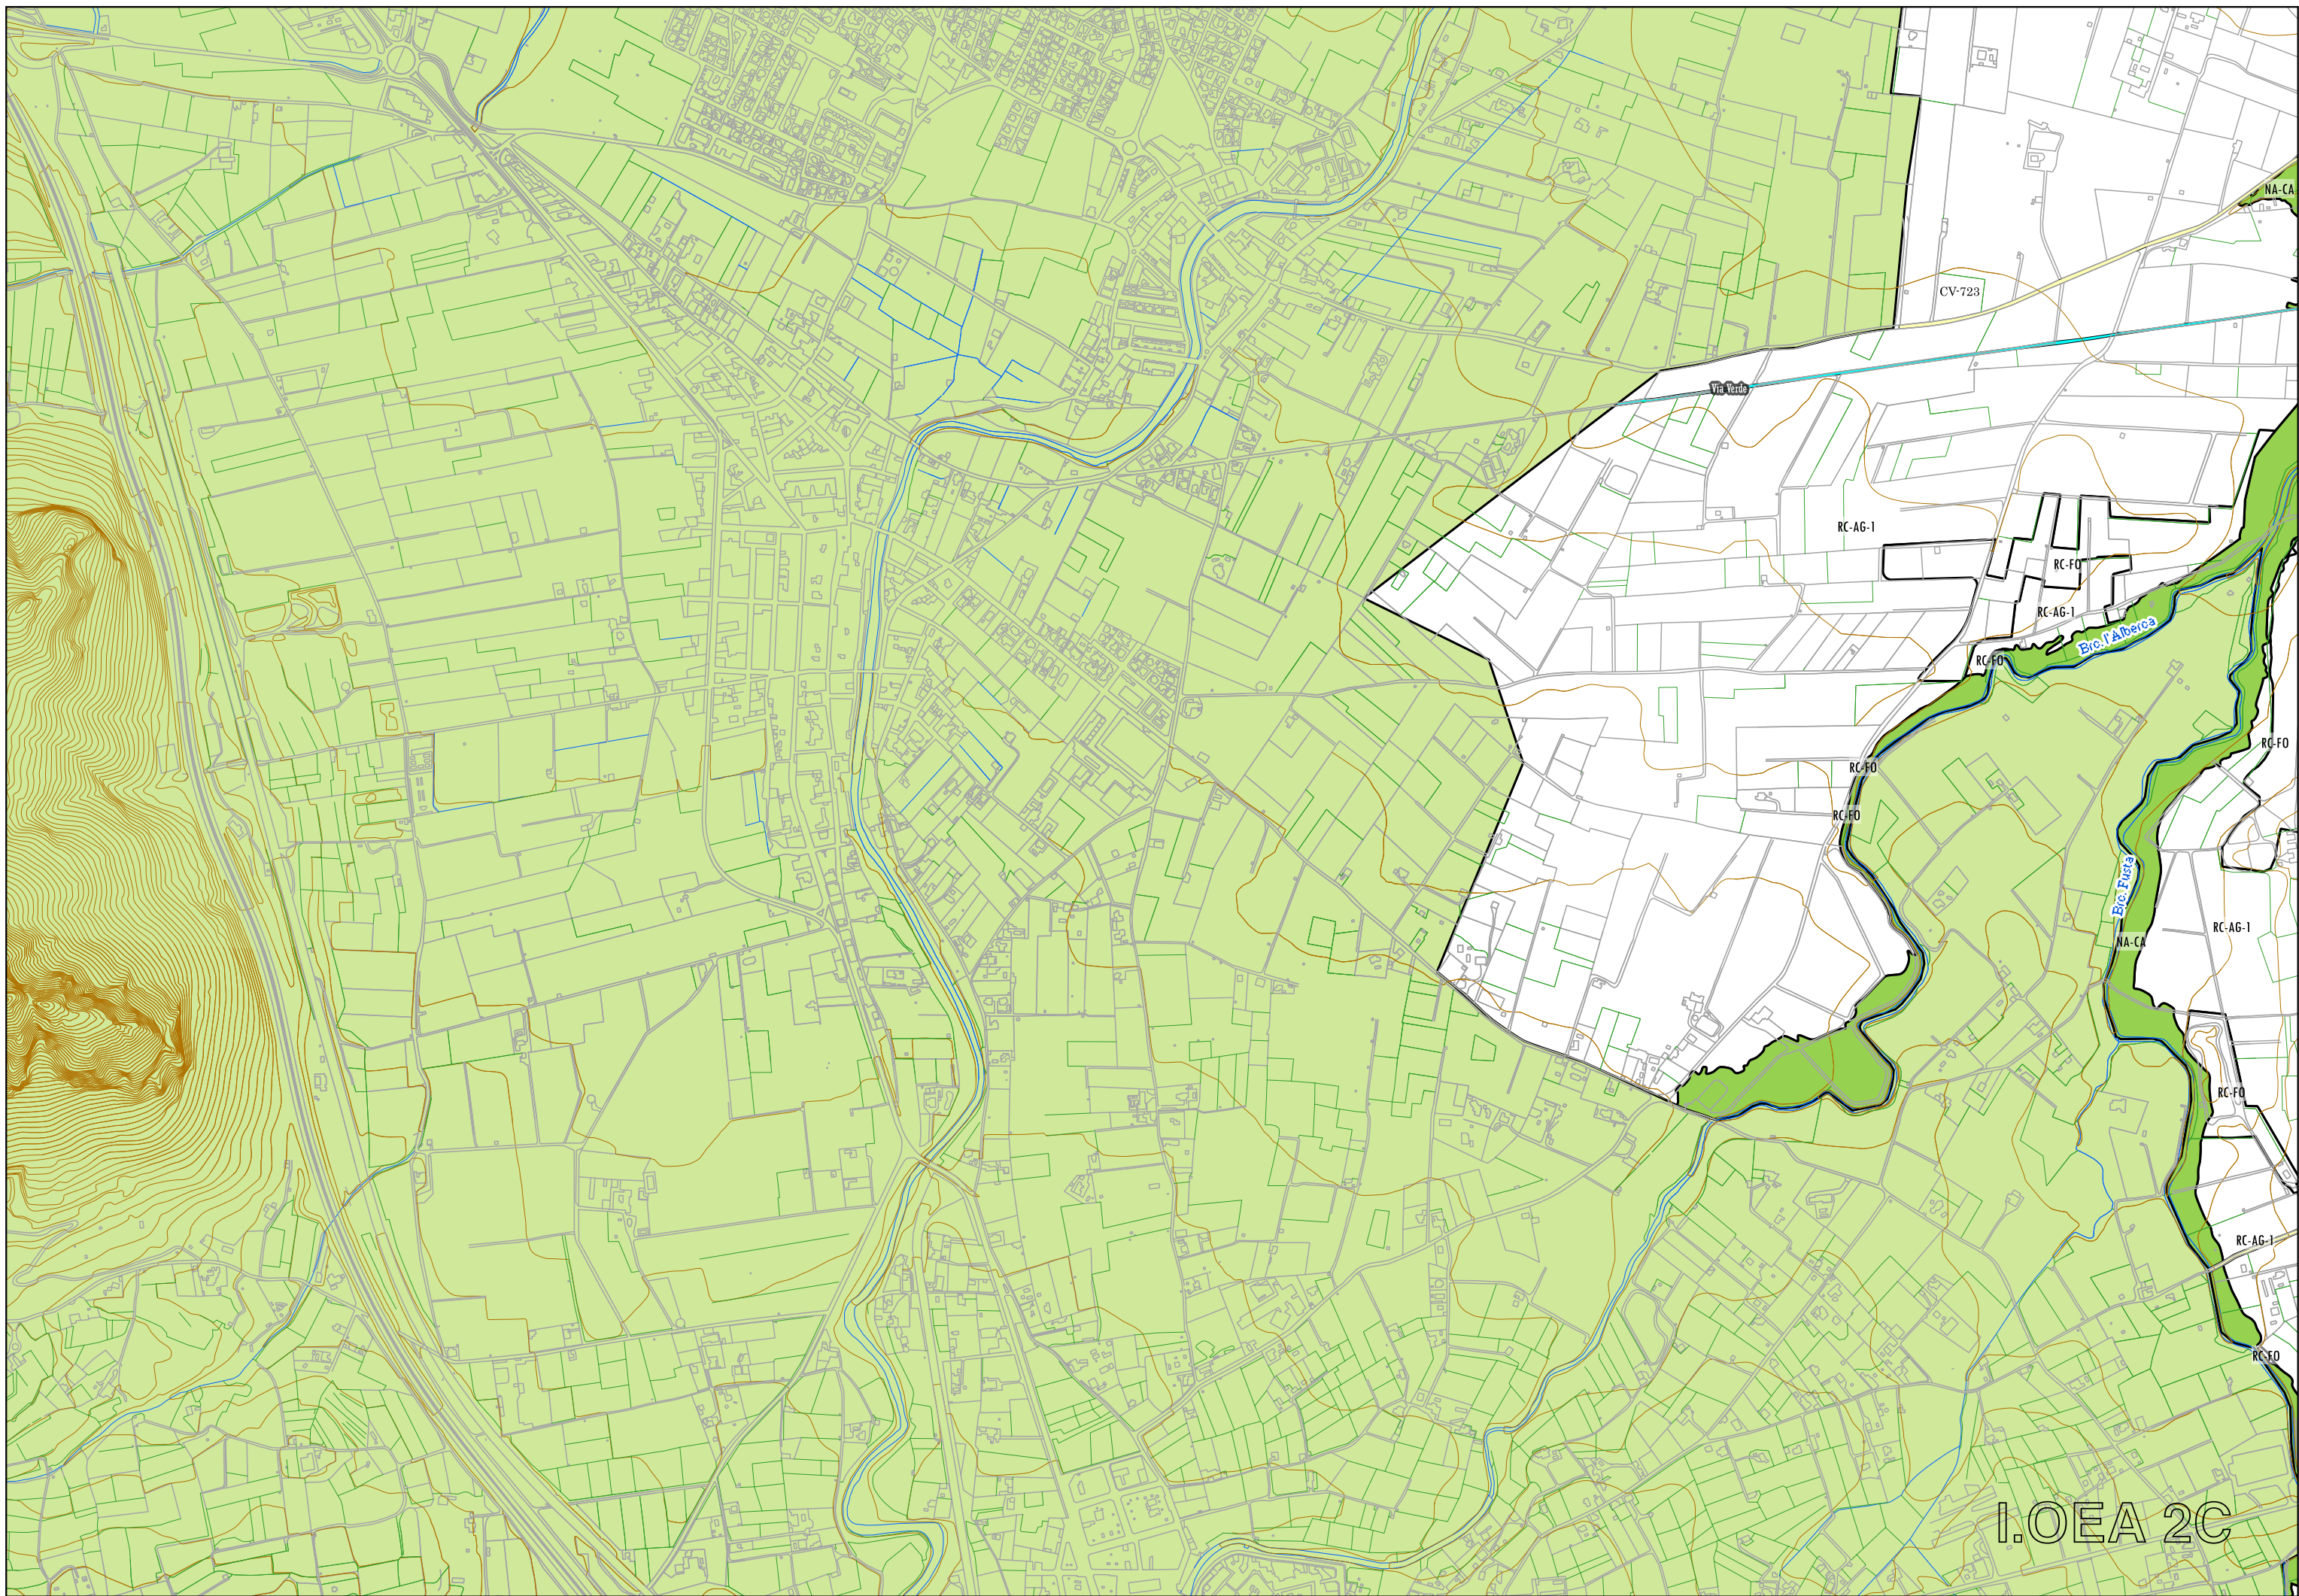 NA-CA
CV-723
Via Verde
RC-AG-1
RC-FO
RC-AG-1
Brc. l'Alberca
RC-FO
RC-FO
RC-FO
RC-FO
Brc. Fusta
RC-AG-1
NA-CA
RC-FO
RC-AG-1
RC-FO
I.OEA 2C